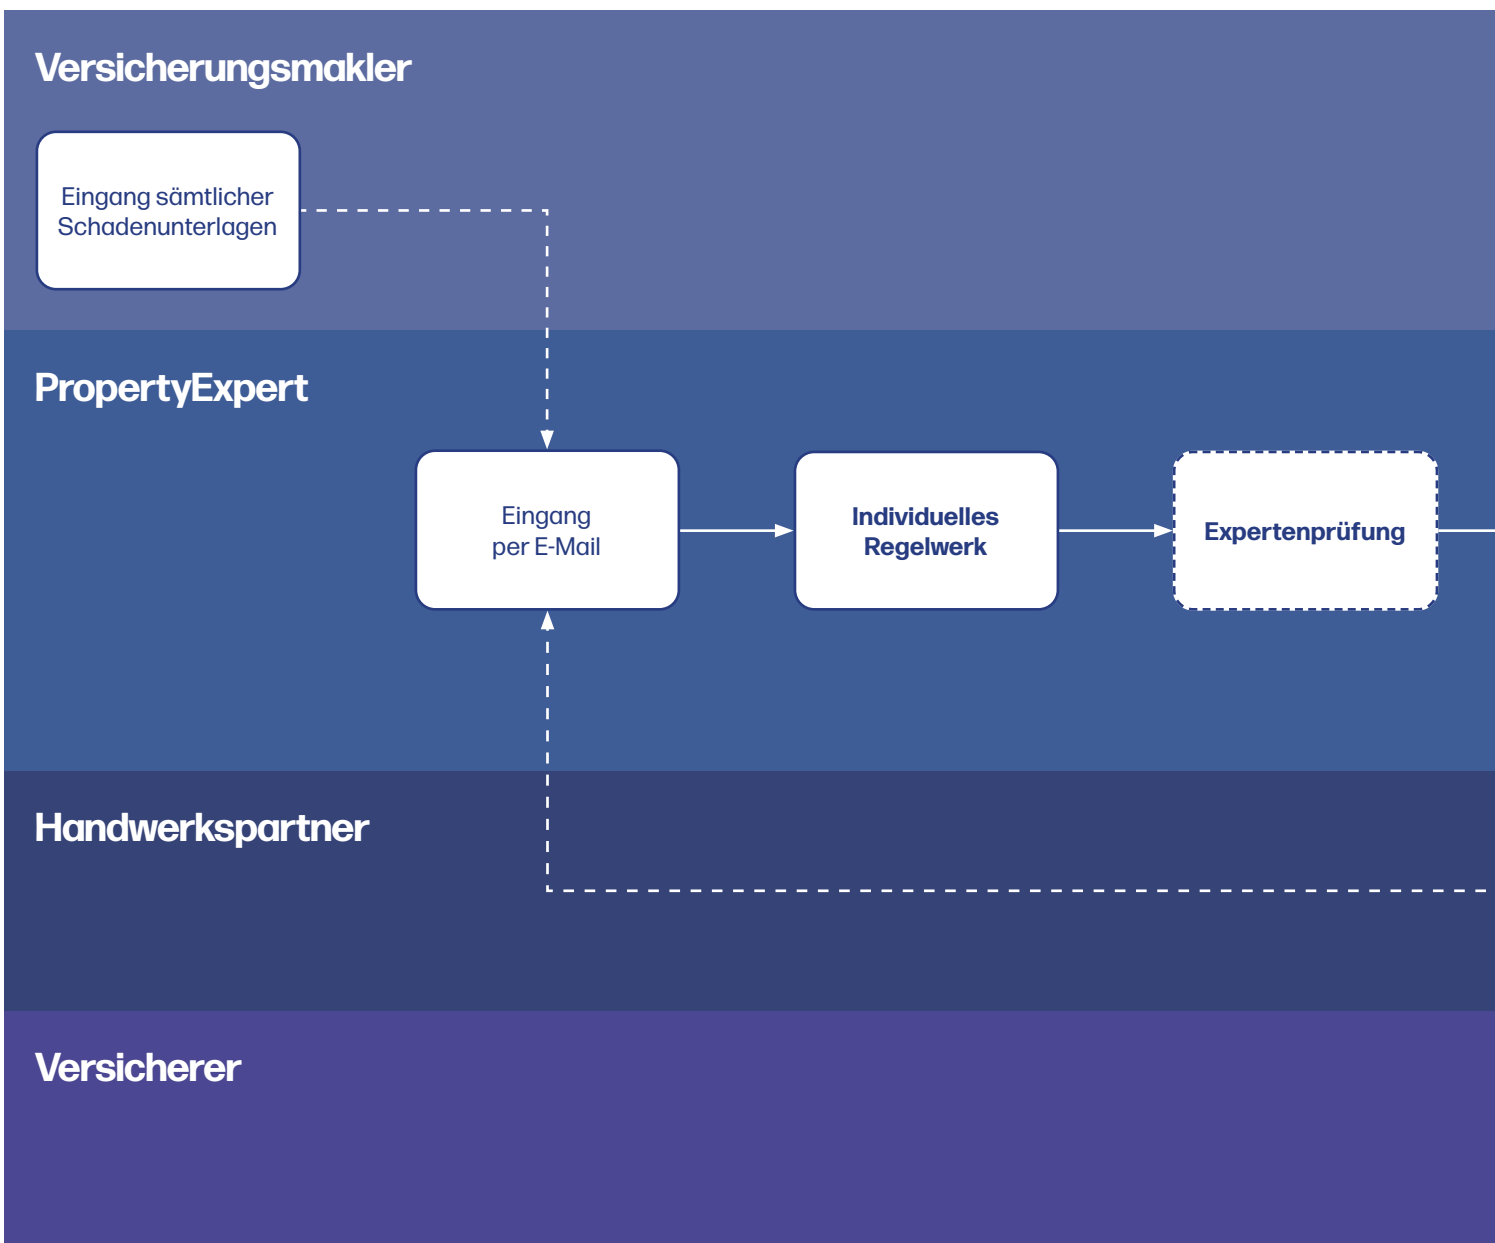 Versicherungsmakler
Eingang sämtlicher
Schadenunterlagen
PropertyExpert
Eingang
per E-Mail
Individuelles
Regelwerk
Expertenprüfung
Handwerkspartner
Versicherer